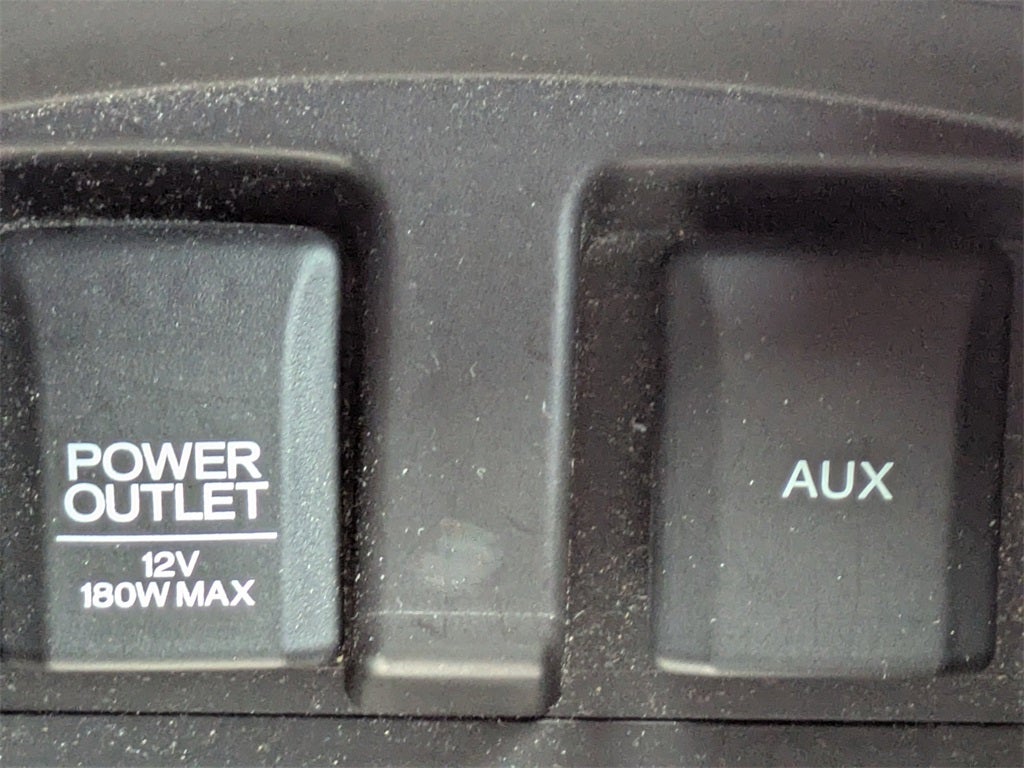 POWER
OUTLET
12V
180W MAX
AUX